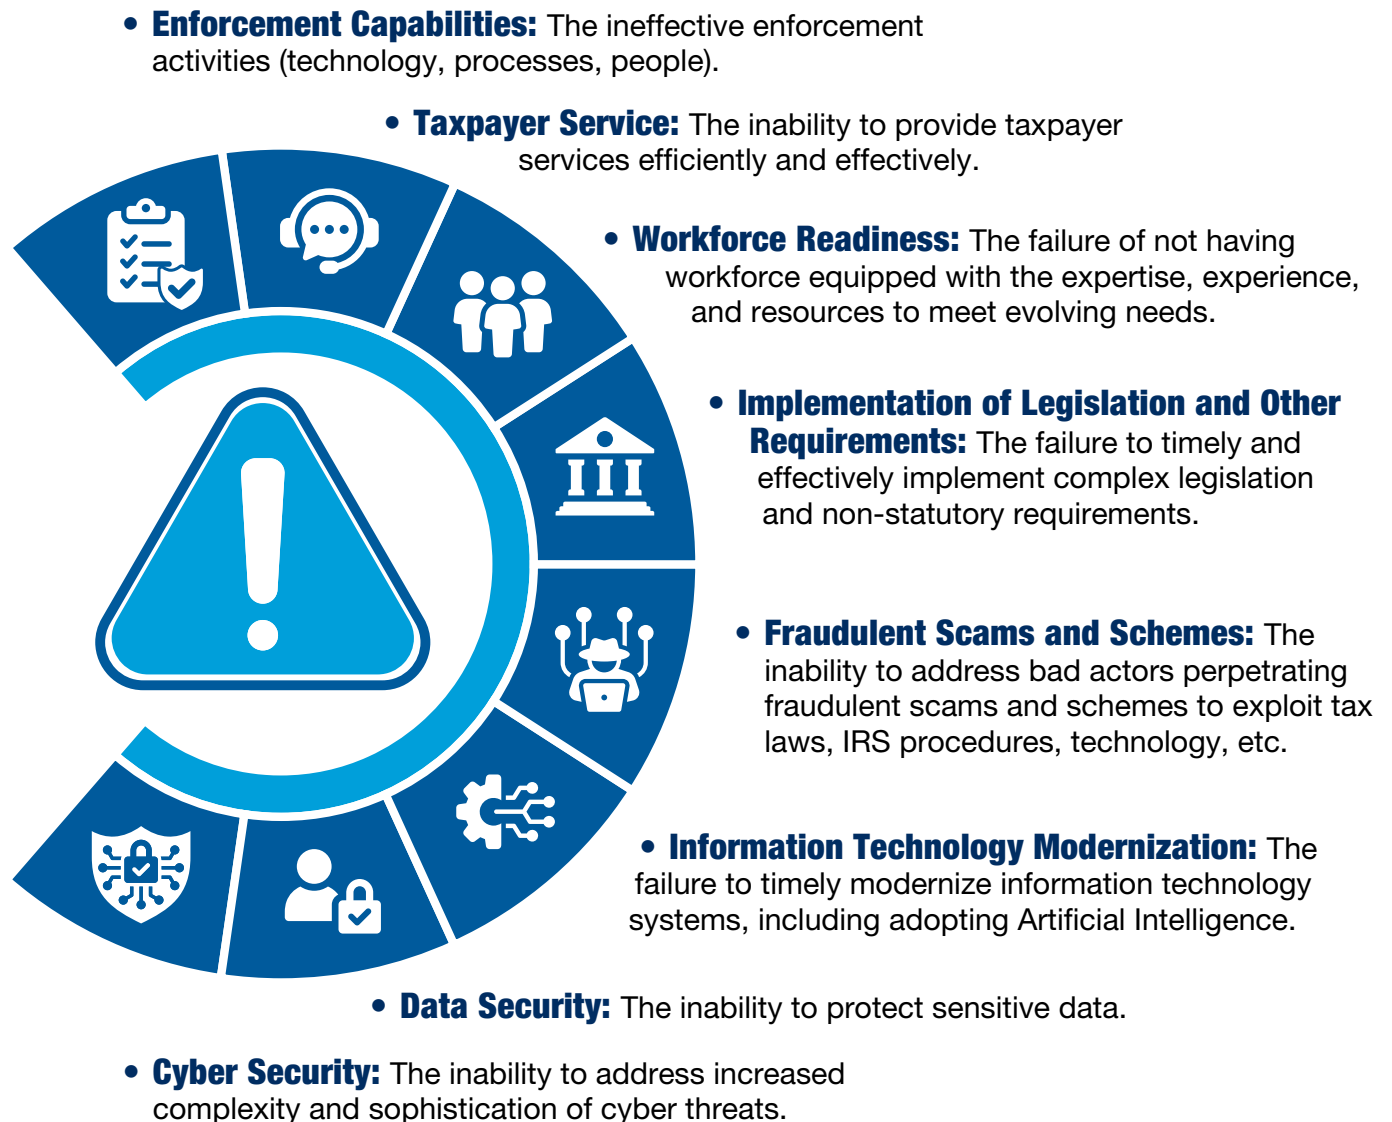 • Enforcement Capabilities: The ineffective enforcement
activities (technology, processes, people).
• Taxpayer Service: The inability to provide taxpayer
services efficiently and effectively.
• Workforce Readiness: The failure of not having
workforce equipped with the expertise, experience,
and resources to meet evolving needs.
• Implementation of Legislation and Other
Requirements: The failure to timely and
effectively implement complex legislation
and non-statutory requirements.
• Fraudulent Scams and Schemes: The
inability to address bad actors perpetrating
fraudulent scams and schemes to exploit tax
laws, IRS procedures, technology, etc.
• Information Technology Modernization: The
failure to timely modernize information technology
systems, including adopting Artificial Intelligence.
• Data Security: The inability to protect sensitive data.
• Cyber Security: The inability to address increased
complexity and sophistication of cyber threats.